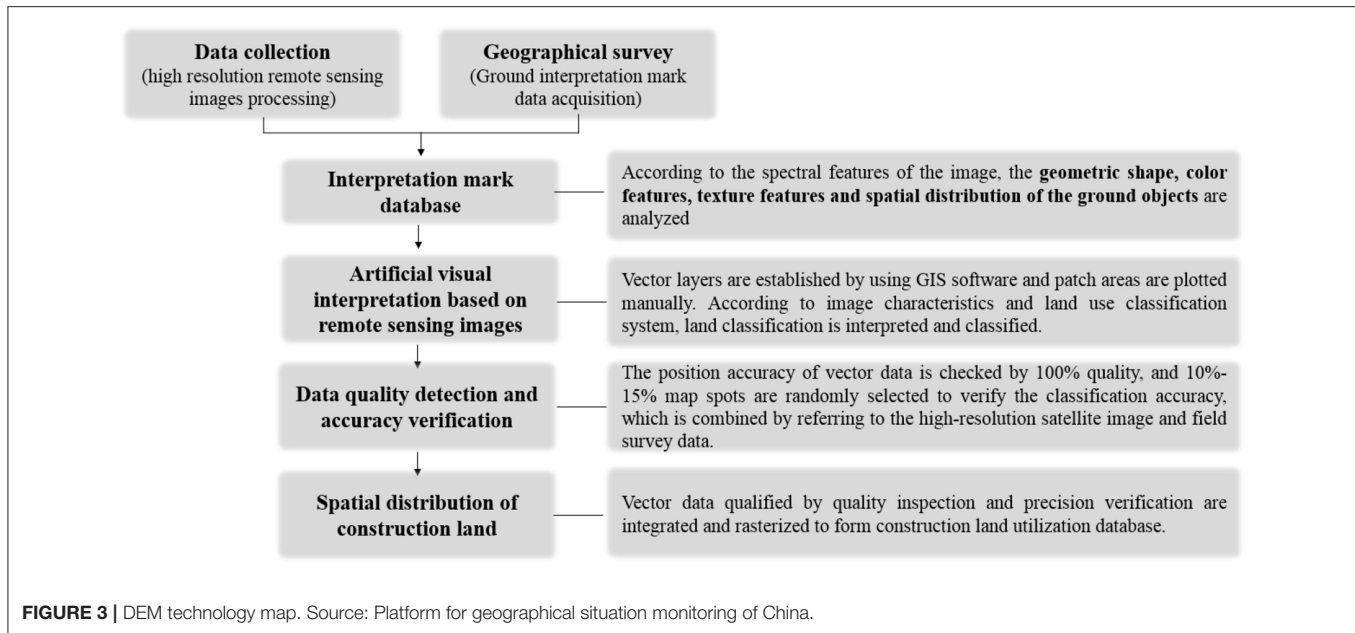 Data collection
(high resolution remote sensing
images processing)
Geographical survey
(Ground interpretation mark
data acquisition)
Interpretation mark
database
According to the spectral features of the image, the geometric shape, color
features, texture features and spatial distribution of the ground objects are
analyzed
Artificial visual
interpretation based on
remote sensing images
Vector layers are established by using GIS software and patch areas are plotted
manually. According to image characteristics and land use classification
system, land classification is interpreted and classified.
Data quality detection and
accuracy verification
The position accuracy of vector data is checked by 100% quality, and 10%-
15% map spots are randomly selected to verify the classification accuracy,
which is combined by referring to the high-resolution satellite image and field
survey data.
Spatial distribution of
construction land
Vector data qualified by quality inspection and precision verification are
integrated and rasterized to form construction land utilization database.
FIGURE 3 | DEM technology map. Source: Platform for geographical situation monitoring of China.